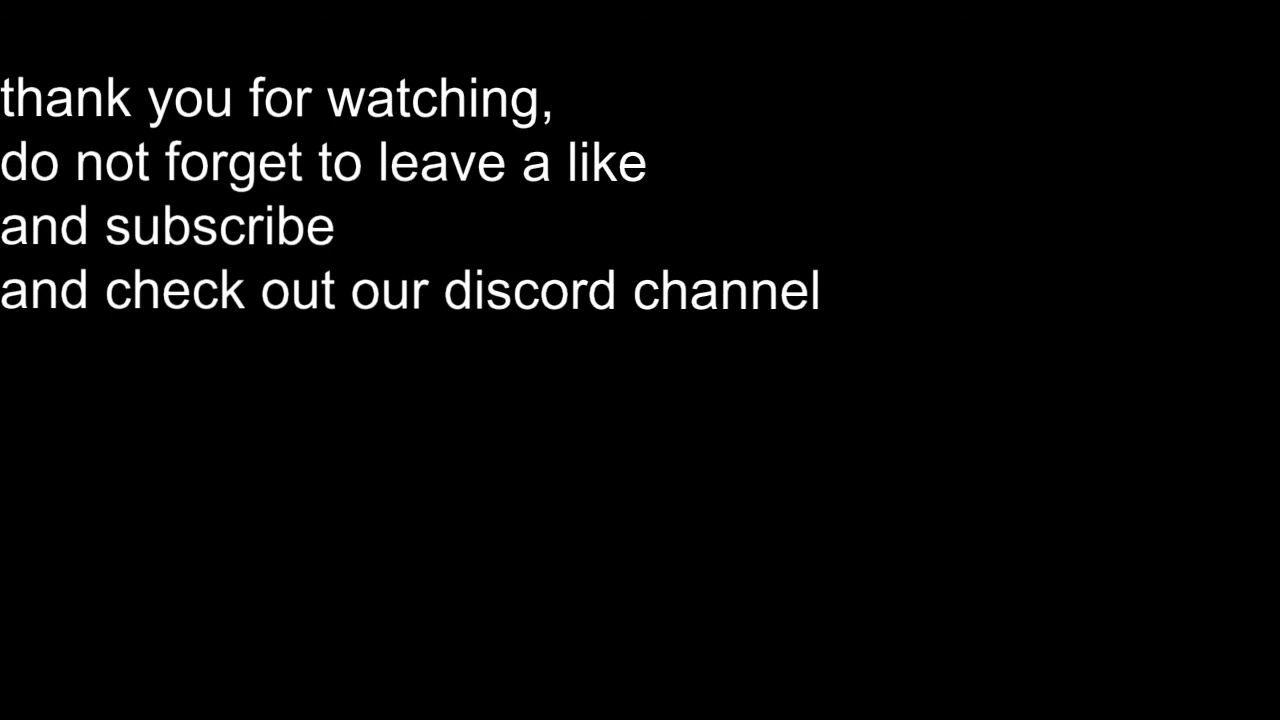 thank you for watching,
do not forget to leave a like
and subscribe
and check out our discord channel